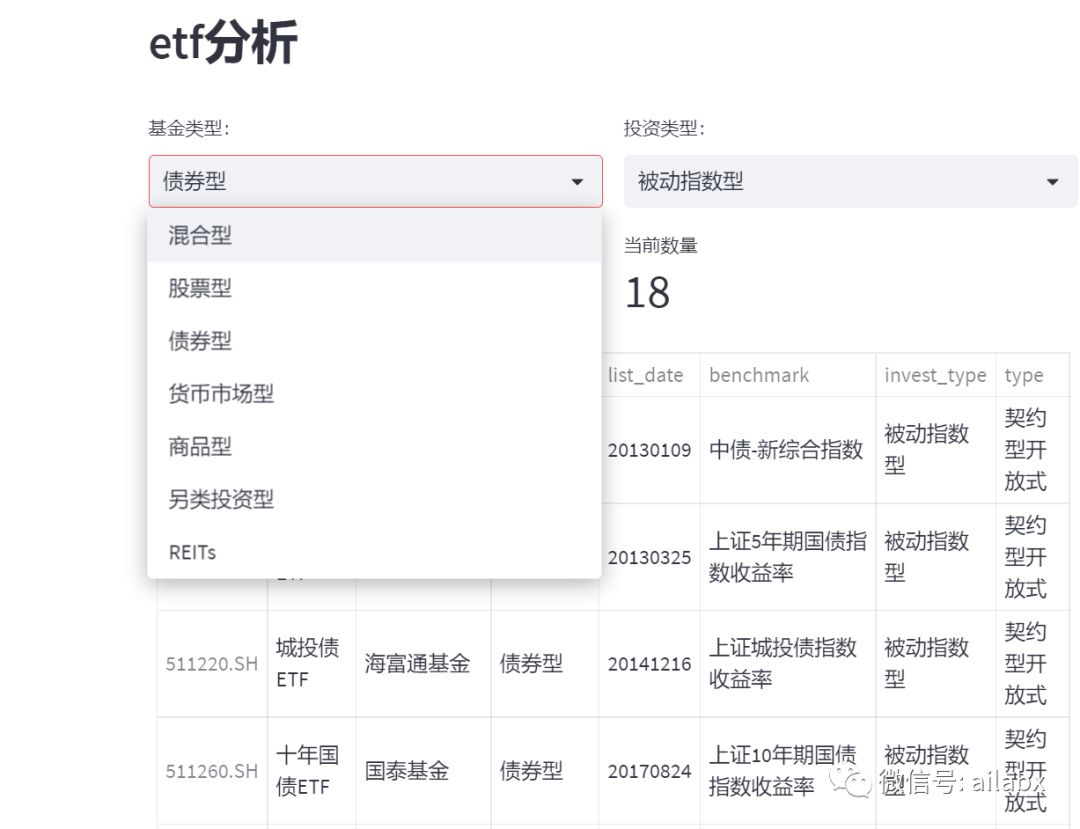 etf分析
基金类型:
投资类型:
债券型
被动指数型
混合型
股票型
债券型
货币市场型
商品型
另类投资型
REITs
当前数量
18
list_date benchmark invest_type type
20130109 中债-新综合指数 被动指数 契约
型 型开
放式
20130325 上证5年期国债指 被动指数 契约
数收益率 型 型开
放式
511220.SH 城投债 海富通基金 债券型 20141216 上证城投债指数 被动指数 契约
ETF 收益率 型 型开
放式
511260.SH 十年国 国泰基金 债券型 20170824 上证10年期国债 被动指数 契约
债ETF 指数收益率 型 型开
放式
微信号: ailabx